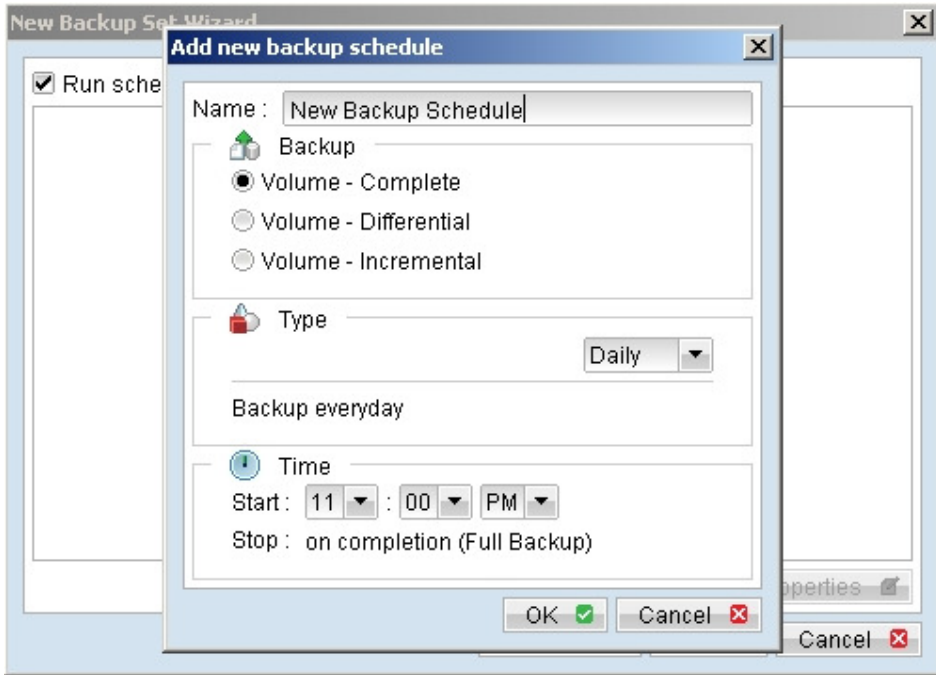 New Backup Set Wizard
Add new backup schedule
Run sche
Name : New Backup Schedule
Backup
Volume - Complete
Volume - Differential
Volume - Incremental
Type
Daily
Backup everyday
Time
Start : 11 : 00 PM
Stop : on completion (Full Backup)
operties
OK Cancel
Cancel